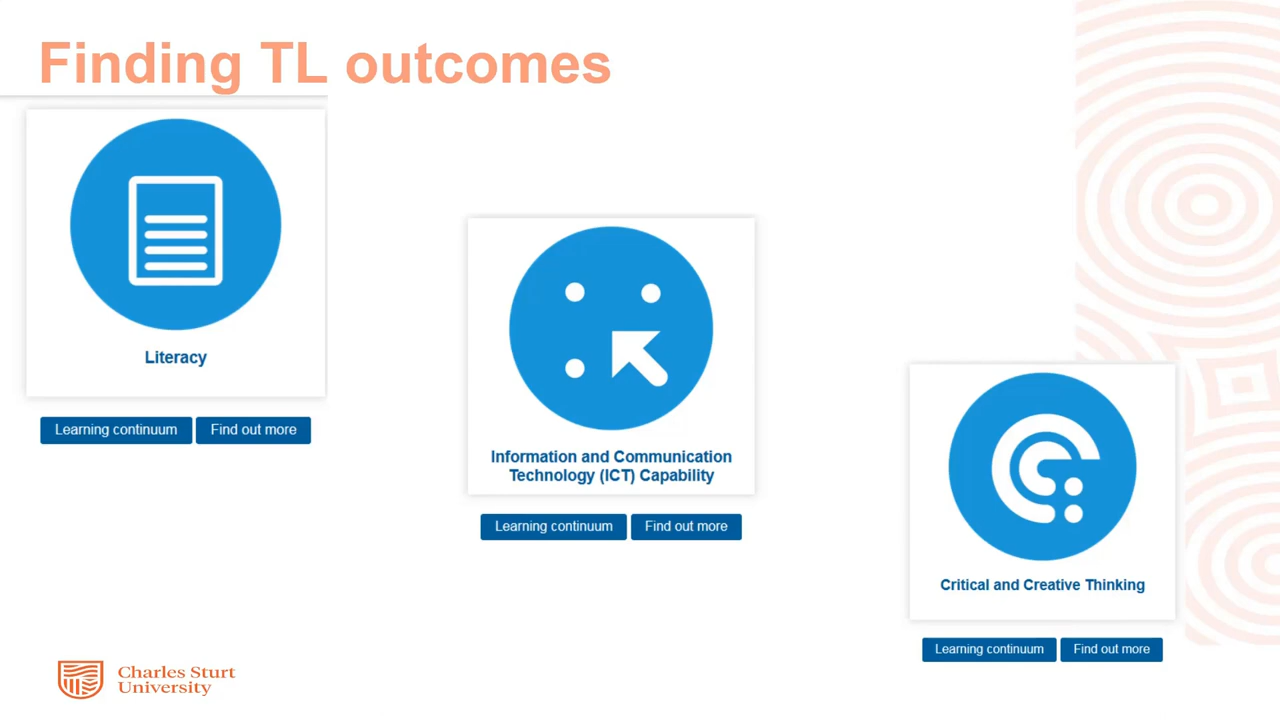 Finding TL outcomes
Literacy
Learning continuum
Find out more
Information and Communication
Technology (ICT) Capability
Learning continuum
Find out more
Critical and Creative Thinking
Learning continuum
Find out more
Charles Sturt
University